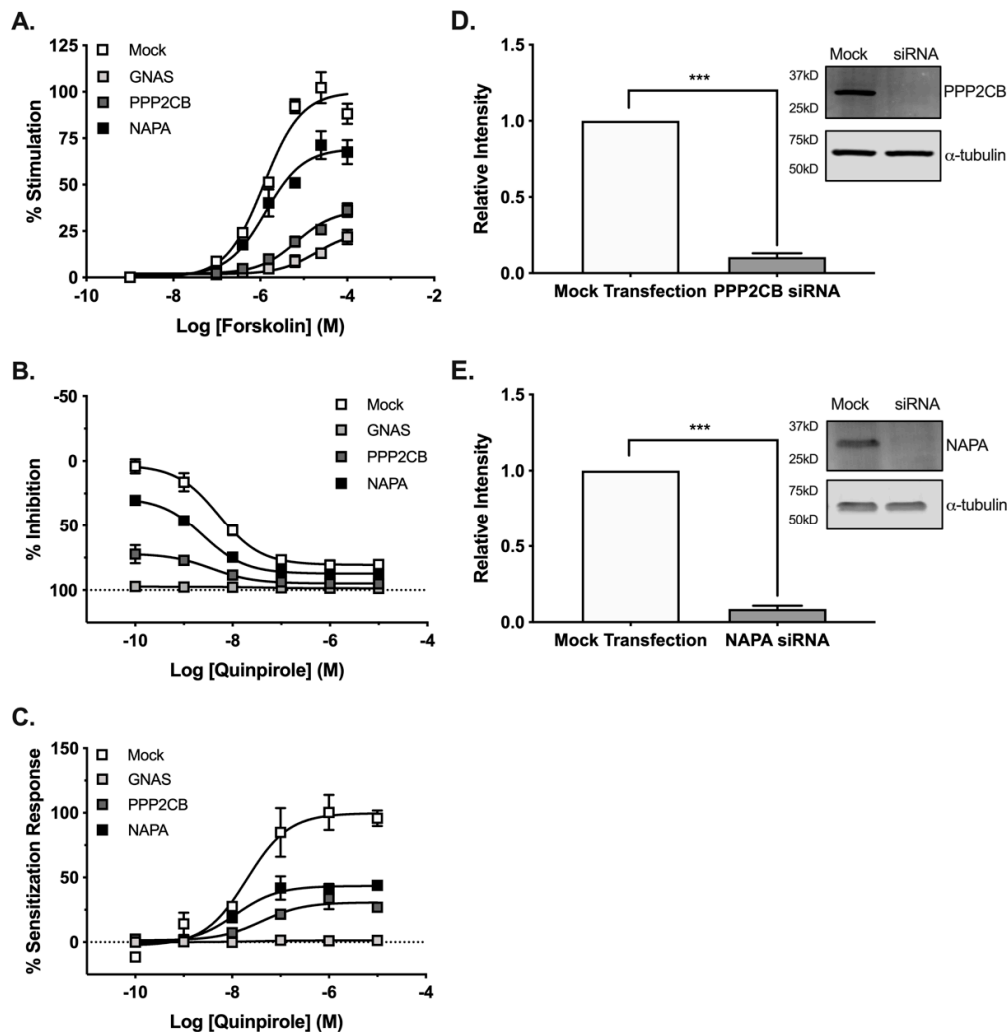 A.
Mock
GNAS
PPP2CB
NAPA
125
100
75
50
25
0
% Stimulation
-10
-8
-6
-4
-2
Log [Forskolin] (M)
B.
Mock
GNAS
PPP2CB
NAPA
-50
0
50
100
% Inhibition
-10
-8
-6
-4
Log [Quinpirole] (M)
C.
Mock
GNAS
PPP2CB
NAPA
150
100
50
0
% Sensitization Response
-10
-8
-6
-4
Log [Quinpirole] (M)
D.
1.5
1.0
0.5
0.0
Relative Intensity
***
Mock Transfection
PPP2CB siRNA
Mock siRNA
37kD
25kD
PPP2CB
75kD
50kD
α-tubulin
E.
1.5
1.0
0.5
0.0
Relative Intensity
***
Mock Transfection
NAPA siRNA
Mock siRNA
37kD
25kD
NAPA
75kD
50kD
α-tubulin